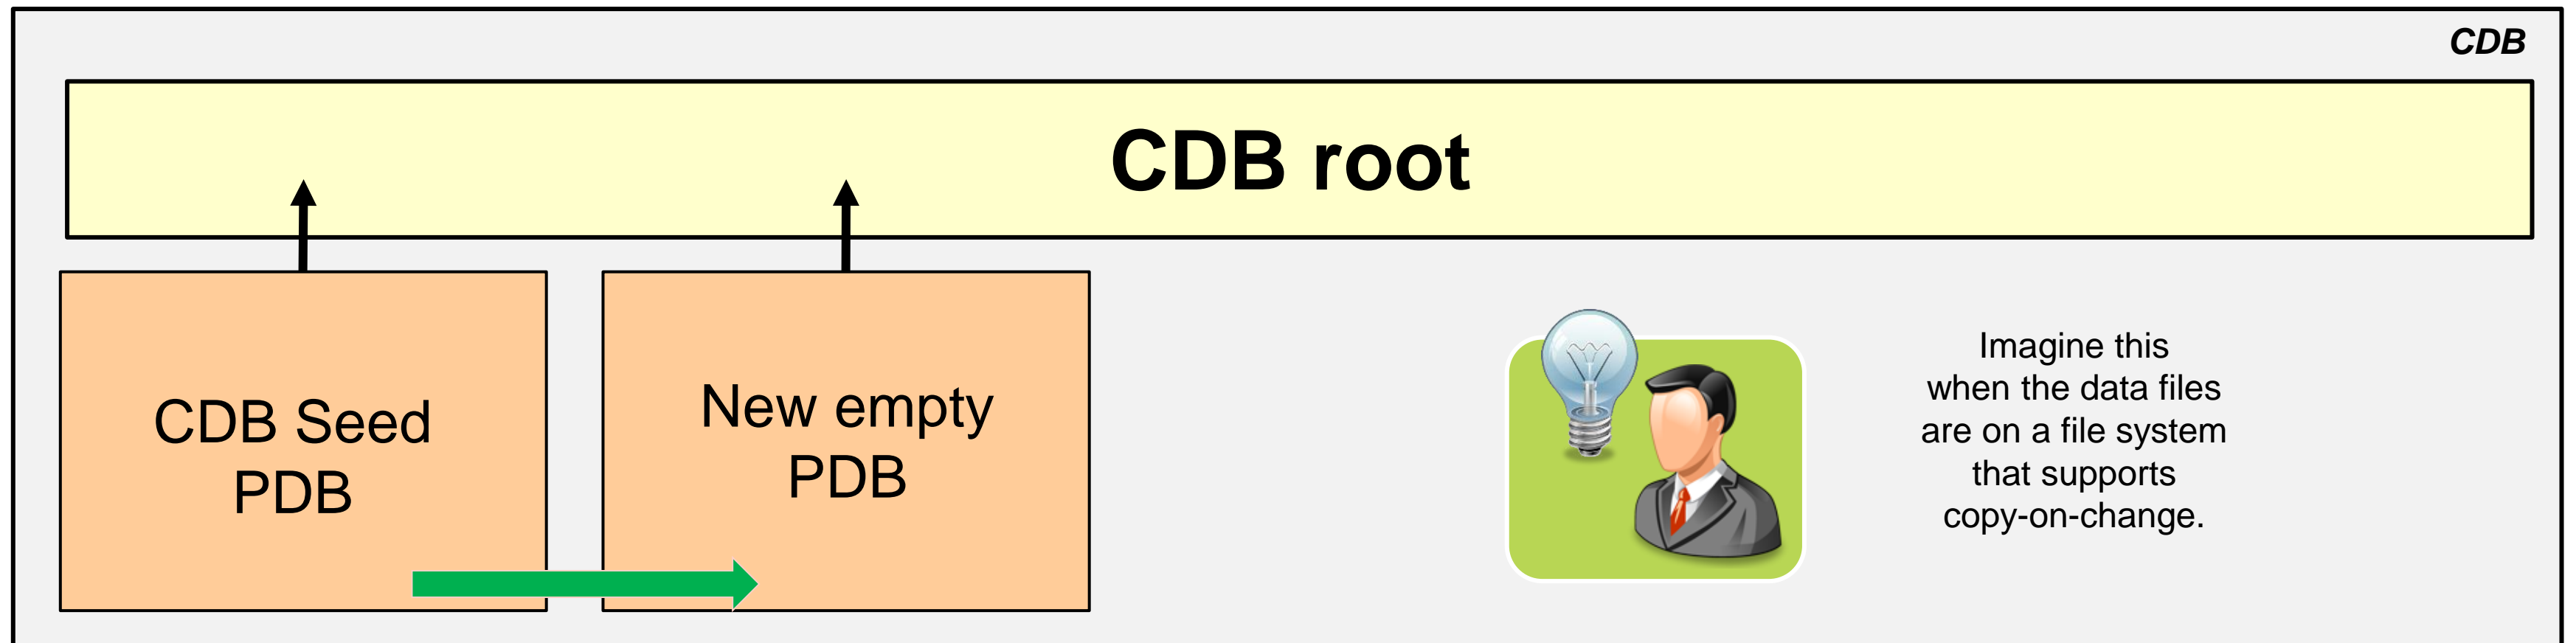 CDB
CDB root
CDB Seed
PDB
New empty
PDB
Imagine this
when the data files
are on a file system
that supports
copy-on-change.